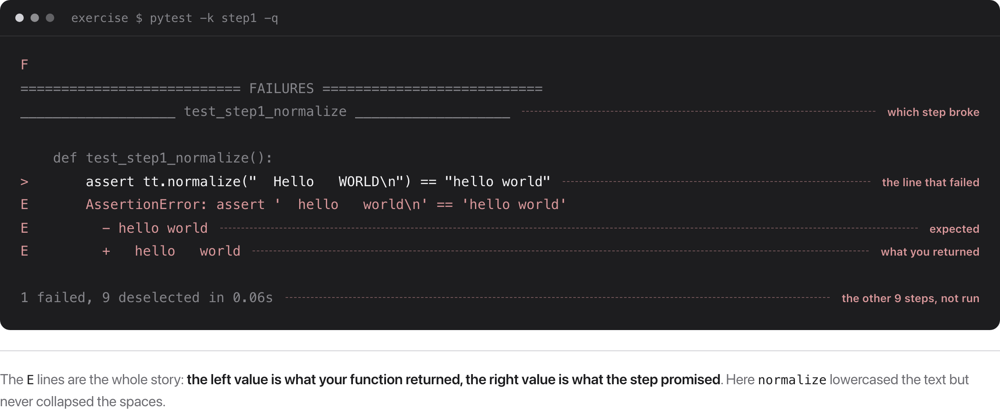 exercise $ pytest -k step1 -q
F
=========================== FAILURES ===========================
___________________ test_step1_normalize ___________________ which step broke
    def test_step1_normalize():
>       assert tt.normalize("  Hello   WORLD\n") == "hello world" the line that failed
E       AssertionError: assert '  hello   world\n' == 'hello world'
E         - hello world expected
E         +   hello   world what you returned
1 failed, 9 deselected in 0.06s the other 9 steps, not run
The E lines are the whole story: the left value is what your function returned, the right value is what the step promised. Here normalize lowercased the text but
never collapsed the spaces.